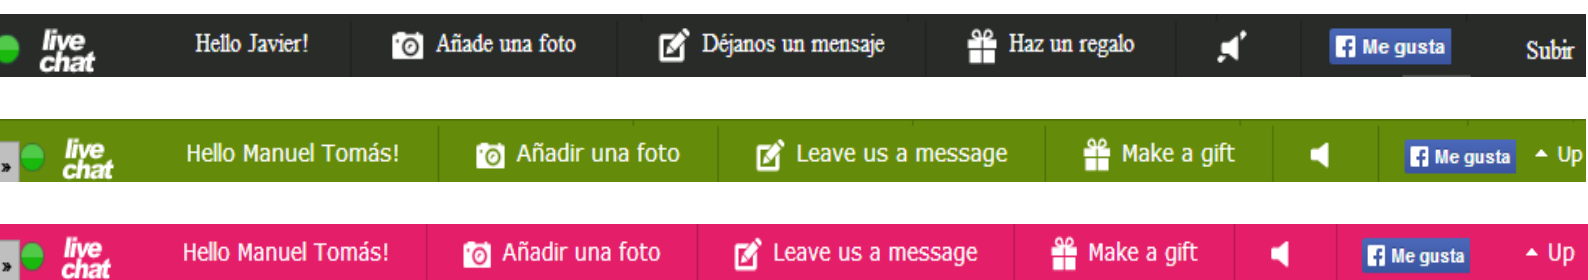 live chat Hello Javier! Añade una foto Déjanos un mensaje Haz un regalo Me gusta Subir
» live chat Hello Manuel Tomás! Añadir una foto Leave us a message Make a gift Me gusta Up
» live chat Hello Manuel Tomás! Añadir una foto Leave us a message Make a gift Me gusta Up